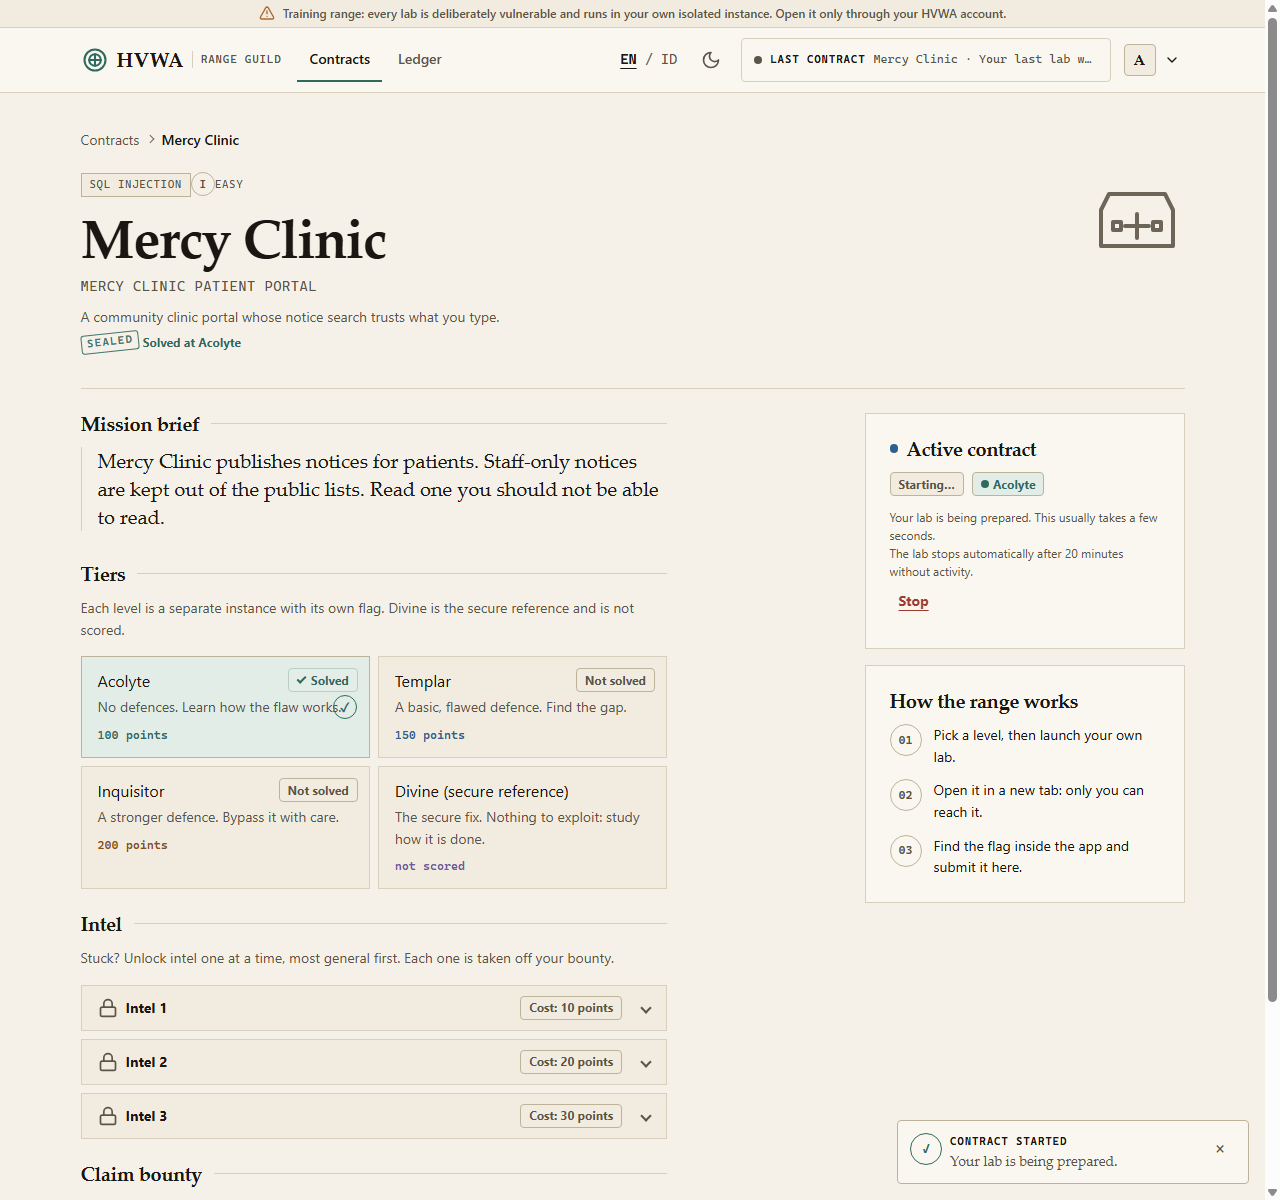 Training range: every lab is deliberately vulnerable and runs in your own isolated instance. Open it only through your HVWA account.
HVWA RANGE GUILD Contracts Ledger EN / ID LAST CONTRACT Mercy Clinic · Your last lab w… A
Contracts > Mercy Clinic
SQL INJECTION I EASY
Mercy Clinic
MERCY CLINIC PATIENT PORTAL
A community clinic portal whose notice search trusts what you type.
SEALED Solved at Acolyte
Mission brief
Mercy Clinic publishes notices for patients. Staff-only notices
are kept out of the public lists. Read one you should not be able
to read.
Tiers
Each level is a separate instance with its own flag. Divine is the secure reference and is not
scored.
Acolyte Solved
No defences. Learn how the flaw works.
100 points
Templar Not solved
A basic, flawed defence. Find the gap.
150 points
Inquisitor Not solved
A stronger defence. Bypass it with care.
200 points
Divine (secure reference)
The secure fix. Nothing to exploit: study
how it is done.
not scored
Intel
Stuck? Unlock intel one at a time, most general first. Each one is taken off your bounty.
Intel 1 Cost: 10 points
Intel 2 Cost: 20 points
Intel 3 Cost: 30 points
Claim bounty
Active contract
Starting... Acolyte
Your lab is being prepared. This usually takes a few
seconds.
The lab stops automatically after 20 minutes
without activity.
Stop
How the range works
01 Pick a level, then launch your own
lab.
02 Open it in a new tab: only you can
reach it.
03 Find the flag inside the app and
submit it here.
CONTRACT STARTED
Your lab is being prepared.